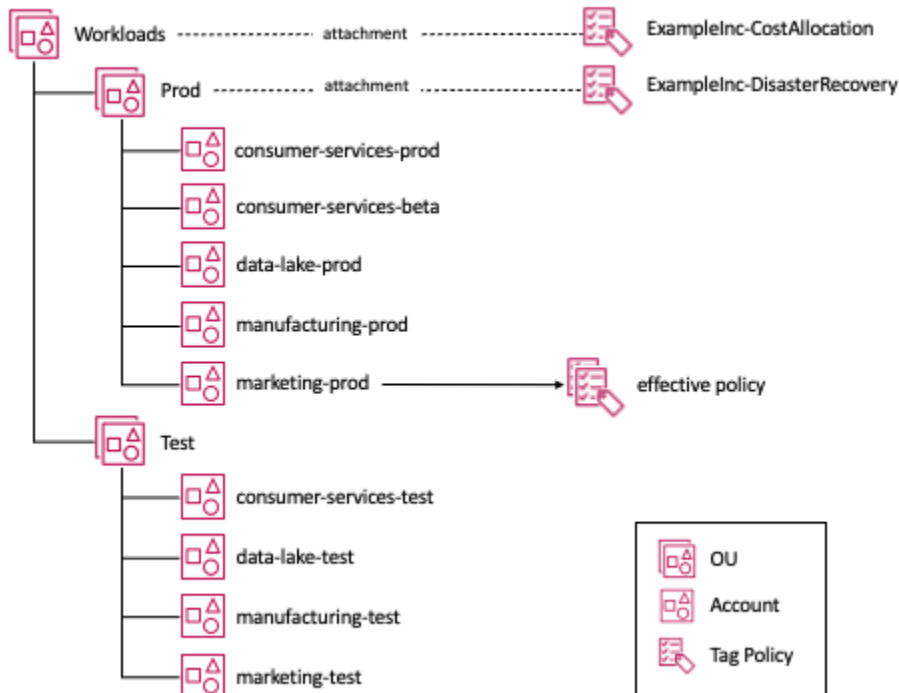 Workloads attachment ExampleInc-CostAllocation
Prod attachment ExampleInc-DisasterRecovery
consumer-services-prod
consumer-services-beta
data-lake-prod
manufacturing-prod
marketing-prod effective policy
Test
consumer-services-test
data-lake-test
manufacturing-test
marketing-test
OU
Account
Tag Policy